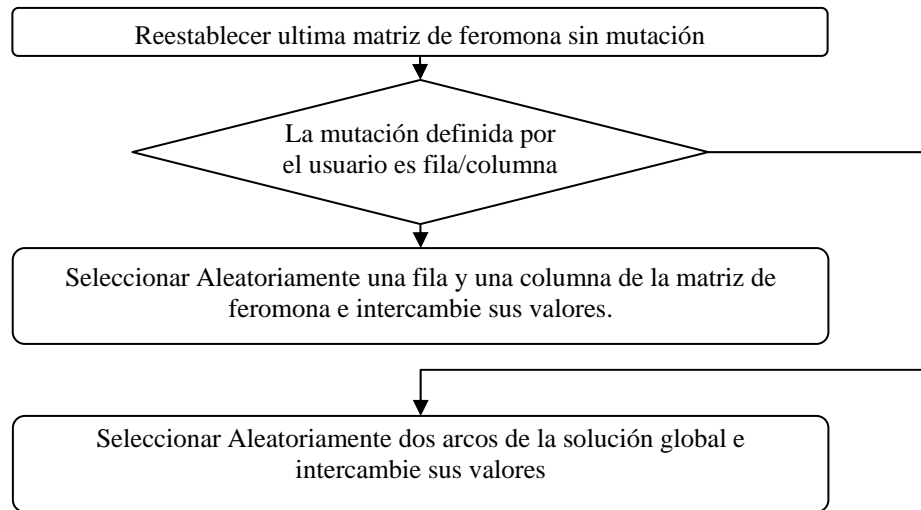 Reestablecer ultima matriz de feromona sin mutación
La mutación definida por
el usuario es fila/columna
Seleccionar Aleatoriamente una fila y una columna de la matriz de
feromona e intercambie sus valores.
Seleccionar Aleatoriamente dos arcos de la solución global e
intercambie sus valores